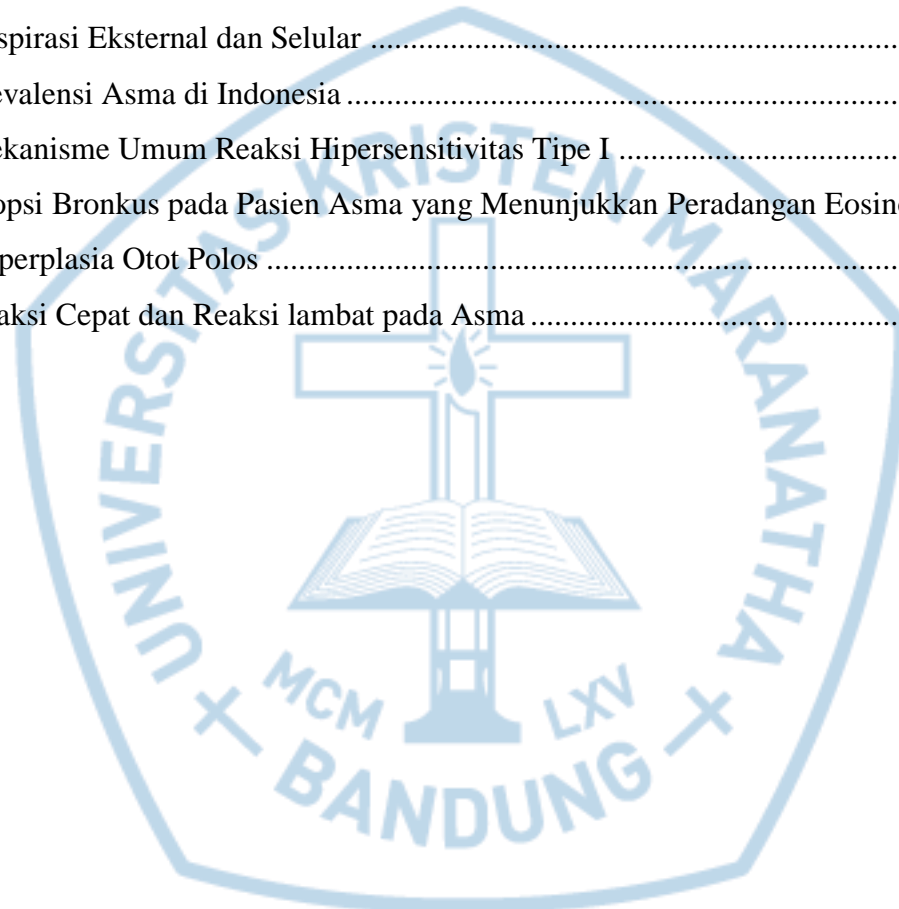 spirasi Eksternal dan Selular ................................................................
evalensi Asma di Indonesia ................................................................
ekanisme Umum Reaksi Hipersensitivitas Tipe I ................................
opsi Bronkus pada Pasien Asma yang Menunjukkan Peradangan Eosin
perplasia Otot Polos ................................................................
aksi Cepat dan Reaksi lambat pada Asma ................................
UNIVERSITAS KRISTEN MARANATHA
MCM LXV
BANDUNG